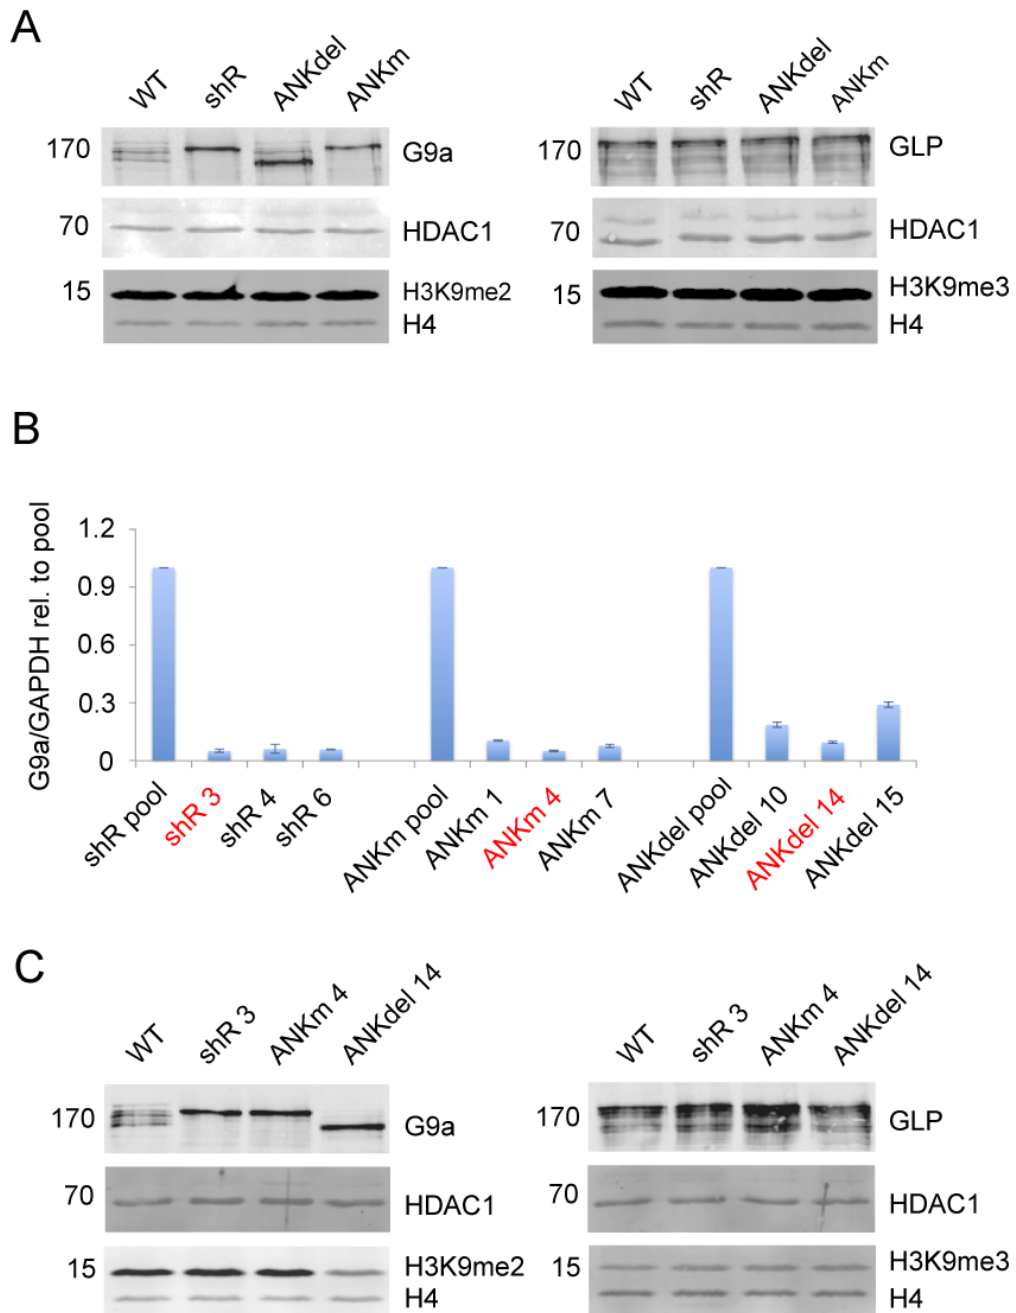 A
WT shR ANKdel ANKm
170 G9a
70 HDAC1
15 H3K9me2
H4
WT shR ANKdel ANKm
170 GLP
70 HDAC1
15 H3K9me3
H4
B
G9a/GAPDH rel. to pool
1.2
0.9
0.6
0.3
0
shR pool shR 3 shR 4 shR 6 ANKm pool ANKm 1 ANKm 4 ANKm 7 ANKdel pool ANKdel 10 ANKdel 14 ANKdel 15
C
WT shR 3 ANKm 4 ANKdel 14
170 G9a
70 HDAC1
15 H3K9me2
H4
WT shR 3 ANKm 4 ANKdel 14
170 GLP
70 HDAC1
15 H3K9me3
H4